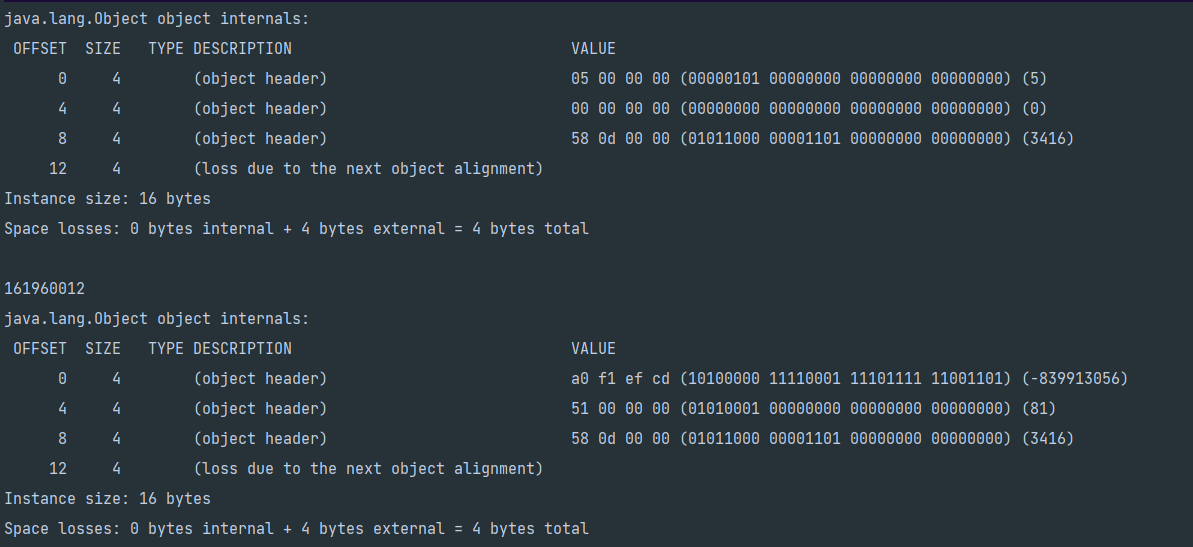 java.lang.Object object internals:
OFFSET SIZE TYPE DESCRIPTION VALUE
0 4 (object header) 05 00 00 00 (00000101 00000000 00000000 00000000) (5)
4 4 (object header) 00 00 00 00 (00000000 00000000 00000000 00000000) (0)
8 4 (object header) 58 0d 00 00 (01011000 00001101 00000000 00000000) (3416)
12 4 (loss due to the next object alignment)
Instance size: 16 bytes
Space losses: 0 bytes internal + 4 bytes external = 4 bytes total
161960012
java.lang.Object object internals:
OFFSET SIZE TYPE DESCRIPTION VALUE
0 4 (object header) a0 f1 ef cd (10100000 11110001 11101111 11001101) (-839913056)
4 4 (object header) 51 00 00 00 (01010001 00000000 00000000 00000000) (81)
8 4 (object header) 58 0d 00 00 (01011000 00001101 00000000 00000000) (3416)
12 4 (loss due to the next object alignment)
Instance size: 16 bytes
Space losses: 0 bytes internal + 4 bytes external = 4 bytes total